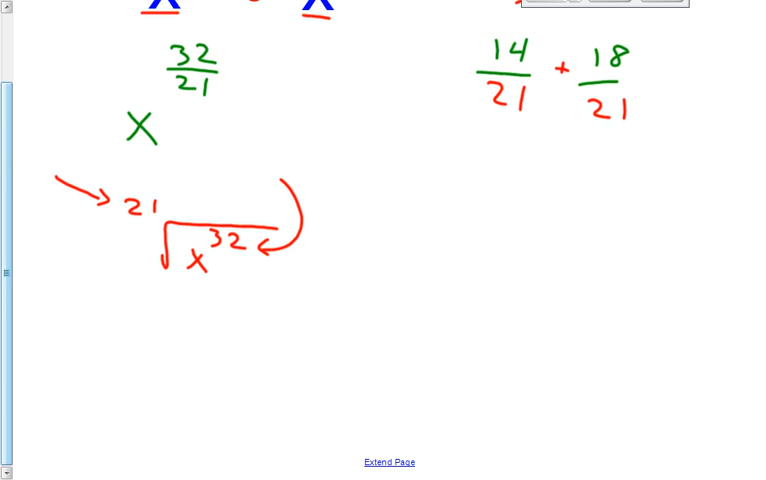 X X
32/21
14/21 + 18/21
X
21√x^32
Extend Page